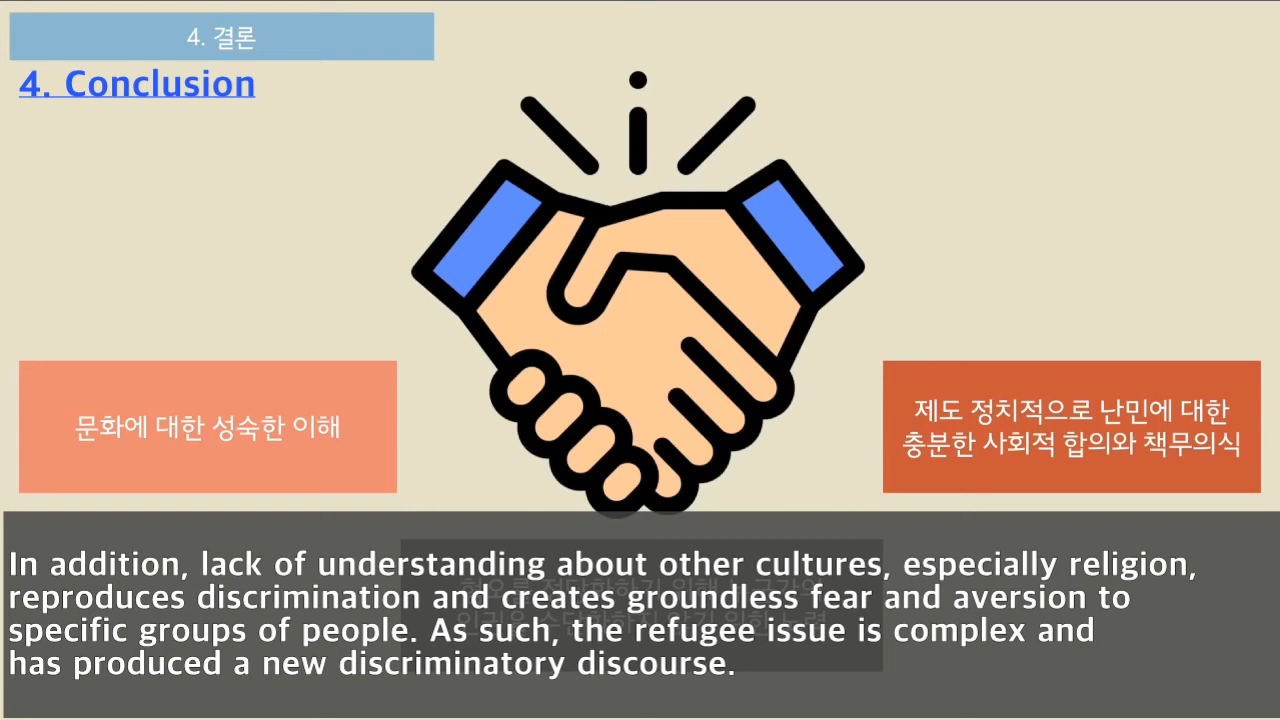 4. 결론
4. Conclusion
문화에 대한 성숙한 이해
제도 정치적으로 난민에 대한
충분한 사회적 합의와 책무의식
In addition, lack of understanding about other cultures, especially religion,
reproduces discrimination and creates groundless fear and aversion to
specific groups of people. As such, the refugee issue is complex and
has produced a new discriminatory discourse.